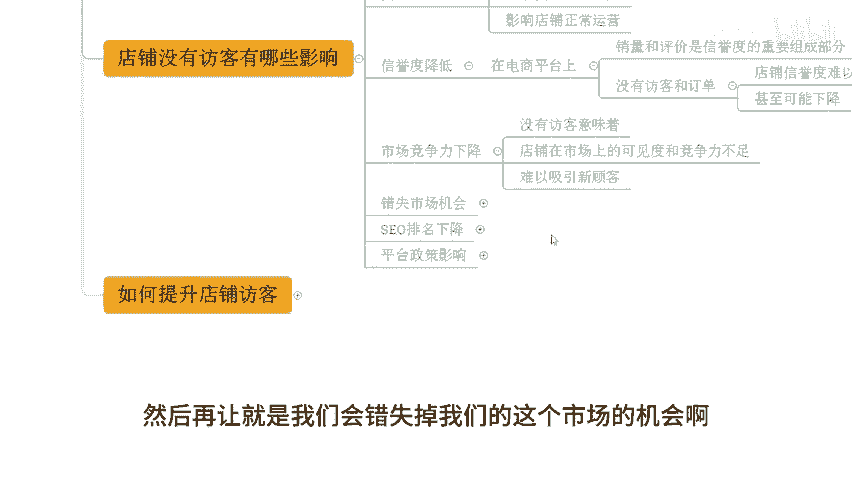 影响店铺正常运营
店铺没有访客有哪些影响
信誉度降低
在电商平台上
销量和评价是信誉度的重要组成部分
没有访客和订单
店铺信誉度难以
甚至可能下降
市场竞争力下降
没有访客意味着
店铺在市场上的可见度和竞争力不足
难以吸引新顾客
错失市场机会
SEO排名下降
平台政策影响
如何提升店铺访客
然后再让就是我们会错失掉我们的这个市场的机会啊